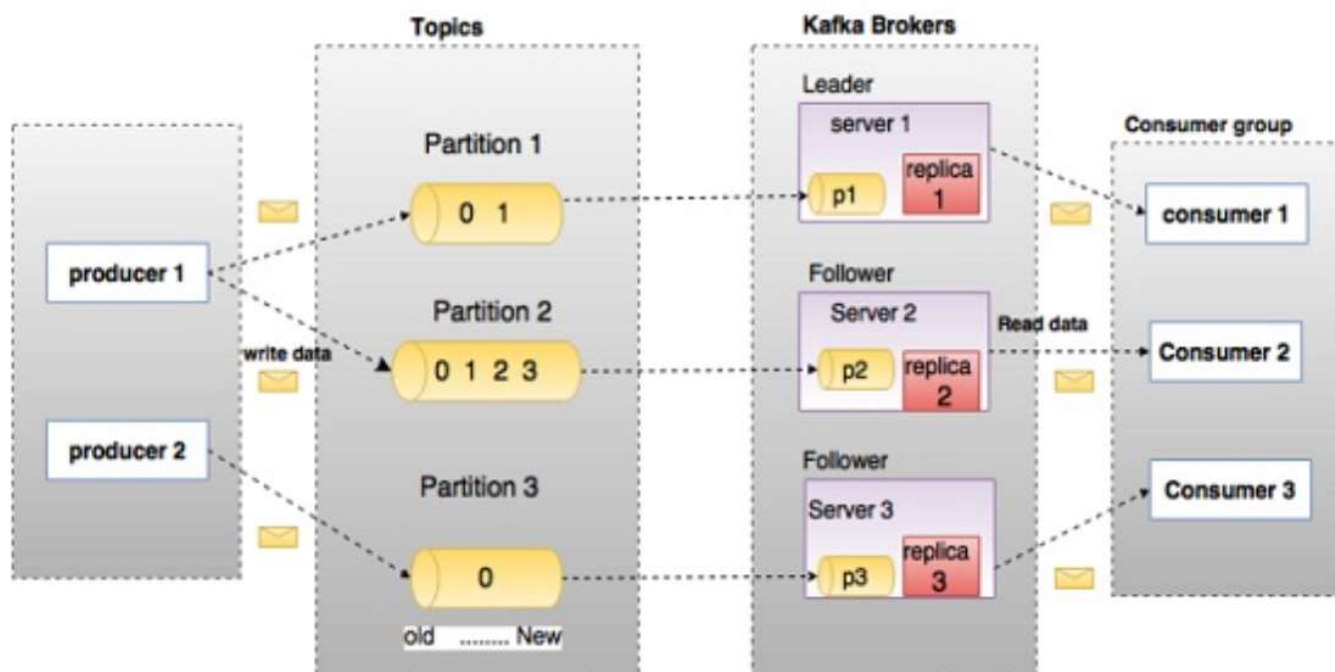 Topics
Kafka Brokers
Leader
server 1
Consumer group
Partition 1
replica
p1
1
0 1
consumer 1
producer 1
Follower
Partition 2
Server 2
Read data
write data
0 1 2 3
p2
replica
2
Consumer 2
producer 2
Follower
Partition 3
Server 3
Consumer 3
0
p3
replica
3
old ........ New